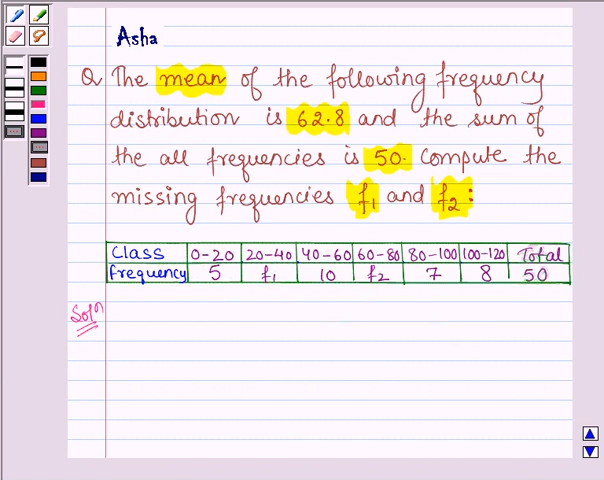 Asha
Q The mean of the following frequency
distribution is 62.8 and the sum of
the all frequencies is 50. Compute the
missing frequencies f₁ and f₂:
Class 0-20 20-40 40-60 60-80 80-100 100-120 Total
frequency 5 f₁ 10 f₂ 7 8 50
Solⁿ